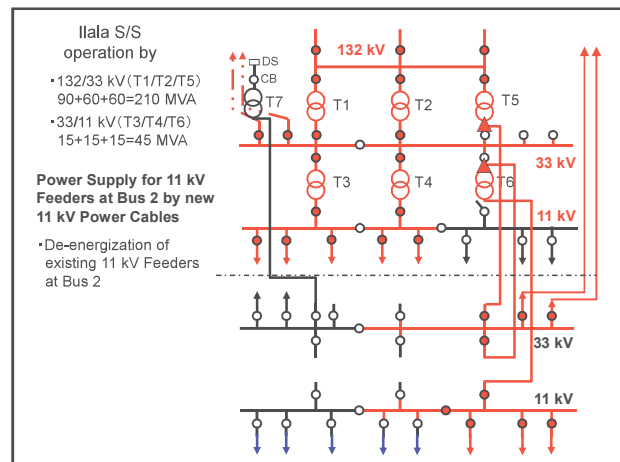 Ilala S/S
operation by
・132/33 kV (T1/T2/T5)
90+60+60=210 MVA
・33/11 kV (T3/T4/T6)
15+15+15=45 MVA
Power Supply for 11 kV
Feeders at Bus 2 by new
11 kV Power Cables
・De-energization of
existing 11 kV Feeders
at Bus 2
DS
CB
T7
132 kV
T1
T2
T5
33 kV
T3
T4
T6
11 kV
33 kV
11 kV